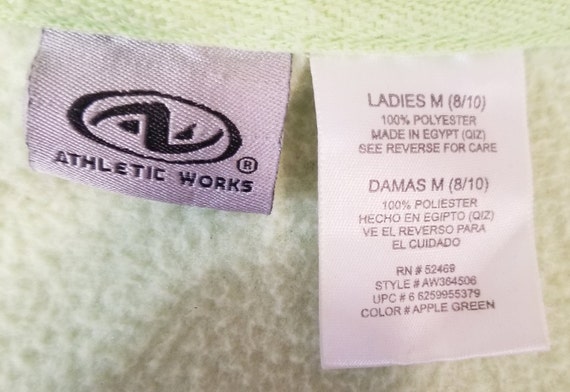 ATHLETIC WORKS ®
LADIES M (8/10)
100% POLYESTER
MADE IN EGYPT (QIZ)
SEE REVERSE FOR CARE
DAMAS M (8/10)
100% POLIESTER
HECHO EN EGIPTO (QIZ)
VE EL REVERSO PARA
EL CUIDADO
RN # 52469
STYLE # AW364506
UPC # 6 6259955379
COLOR # APPLE GREEN